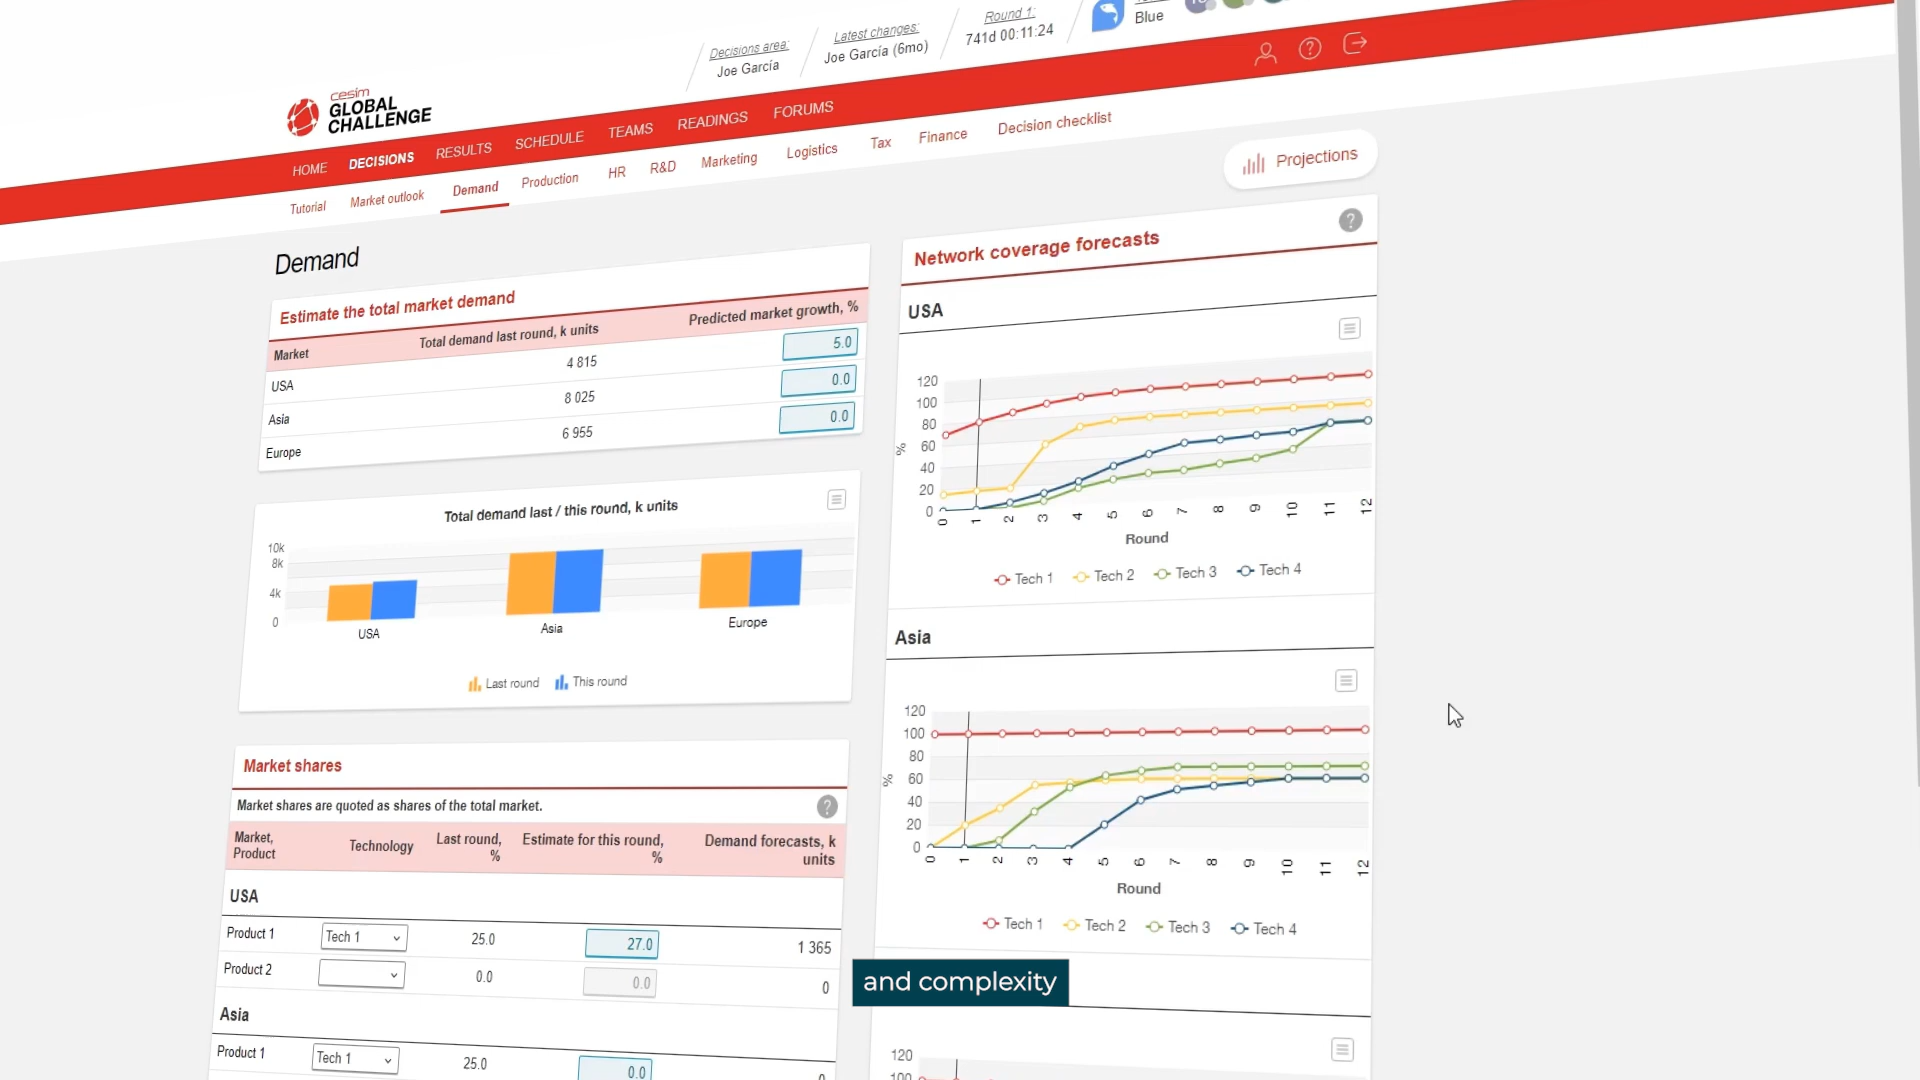 Decisions area:
Joe García
Latest changes:
Joe García (6mo)
Round 1:
741d 00:11:24
Blue
cesim
GLOBAL
CHALLENGE
HOME DECISIONS RESULTS SCHEDULE TEAMS READINGS FORUMS
Tutorial Market outlook Demand Production HR R&D Marketing Logistics Tax Finance Decision checklist
Projections
Demand
Estimate the total market demand
Market Total demand last round, k units Predicted market growth, %
USA 4 815 5.0
Asia 8 025 0.0
Europe 6 955 0.0
Total demand last / this round, k units
10k
8k
4k
0
USA Asia Europe
Last round This round
Market shares
Market shares are quoted as shares of the total market.
?
Market, Product Technology Last round, % Estimate for this round, % Demand forecasts, k units
USA
Product 1 Tech 1 25.0 27.0 1 365
Product 2 0.0 0.0 0
Asia
Product 1 Tech 1 25.0 0.0 0
Network coverage forecasts
?
USA
120
100
80
60
40
20
0
%
0 1 2 3 4 5 6 7 8 9 10 11 12
Round
Tech 1 Tech 2 Tech 3 Tech 4
Asia
120
100
80
60
40
20
0
%
0 1 2 3 4 5 6 7 8 9 10 11 12
Round
Tech 1 Tech 2 Tech 3 Tech 4
120
100
and complexity